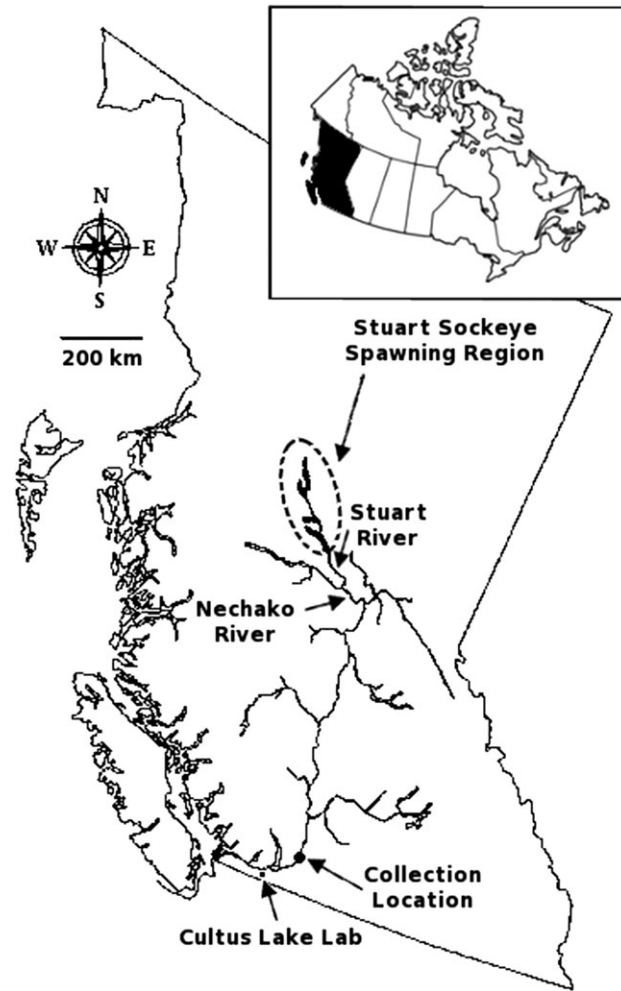 N
W E
S
200 km
Stuart Sockeye
Spawning Region
Stuart
River
Nechako
River
Collection
Location
Cultus Lake Lab